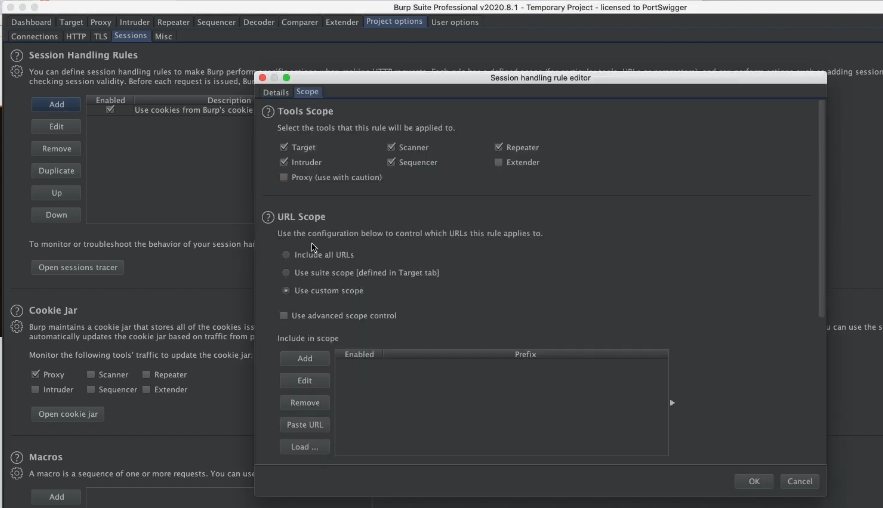 Burp Suite Professional v2020.8.1 - Temporary Project - licensed to PortSwigger
Dashboard Target Proxy Intruder Repeater Sequencer Decoder Comparer Extender Project options User options
Connections HTTP TLS Sessions Misc
Session Handling Rules
You can define session handling rules to make Burp perform
checking session validity. Before each request is issued, Bu
adding session
Add
Edit
Remove
Duplicate
Up
Down
Enabled Description
Use cookies from Burp's cookie
To monitor or troubleshoot the behavior of your session ha
Open sessions tracer
Cookie Jar
Burp maintains a cookie jar that stores all of the cookies iss
automatically updates the cookie jar based on traffic from p
u can use the s
Monitor the following tools' traffic to update the cookie jar:
Proxy Scanner Repeater
Intruder Sequencer Extender
Open cookie jar
Macros
A macro is a sequence of one or more requests. You can use
Add
Session handling rule editor
Details Scope
Tools Scope
Select the tools that this rule will be applied to.
Target Scanner Repeater
Intruder Sequencer Extender
Proxy (use with caution)
URL Scope
Use the configuration below to control which URLs this rule applies to.
Include all URLs
Use suite scope [defined in Target tab]
Use custom scope
Use advanced scope control
Include in scope
Add
Edit
Remove
Paste URL
Load ...
Enabled Prefix
OK Cancel